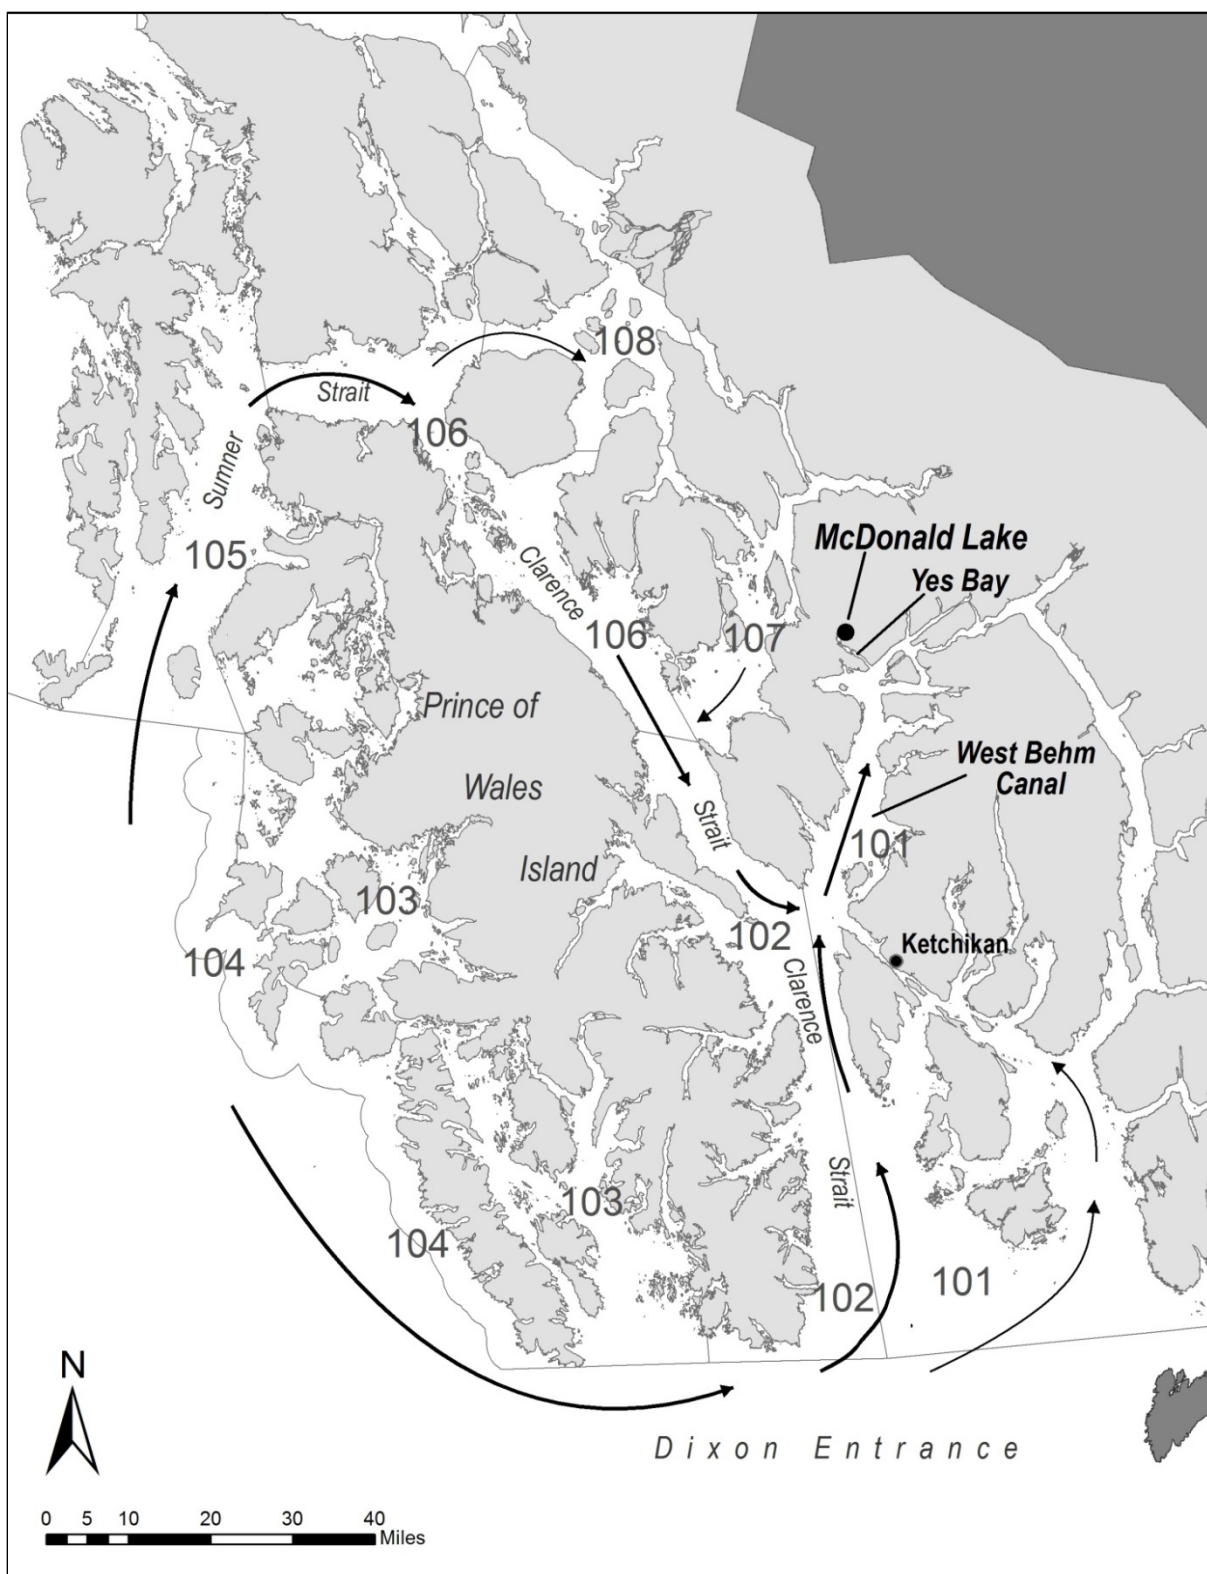 108
Strait
106
Sumner
105
McDonald Lake
Yes Bay
Clarence
106
107
Prince of
Wales
Island
West Behm
Canal
Strait
101
103
102
Ketchikan
104
Clarence
Strait
103
104
102
101
N
Dixon Entrance
0 5 10 20 30 40
Miles